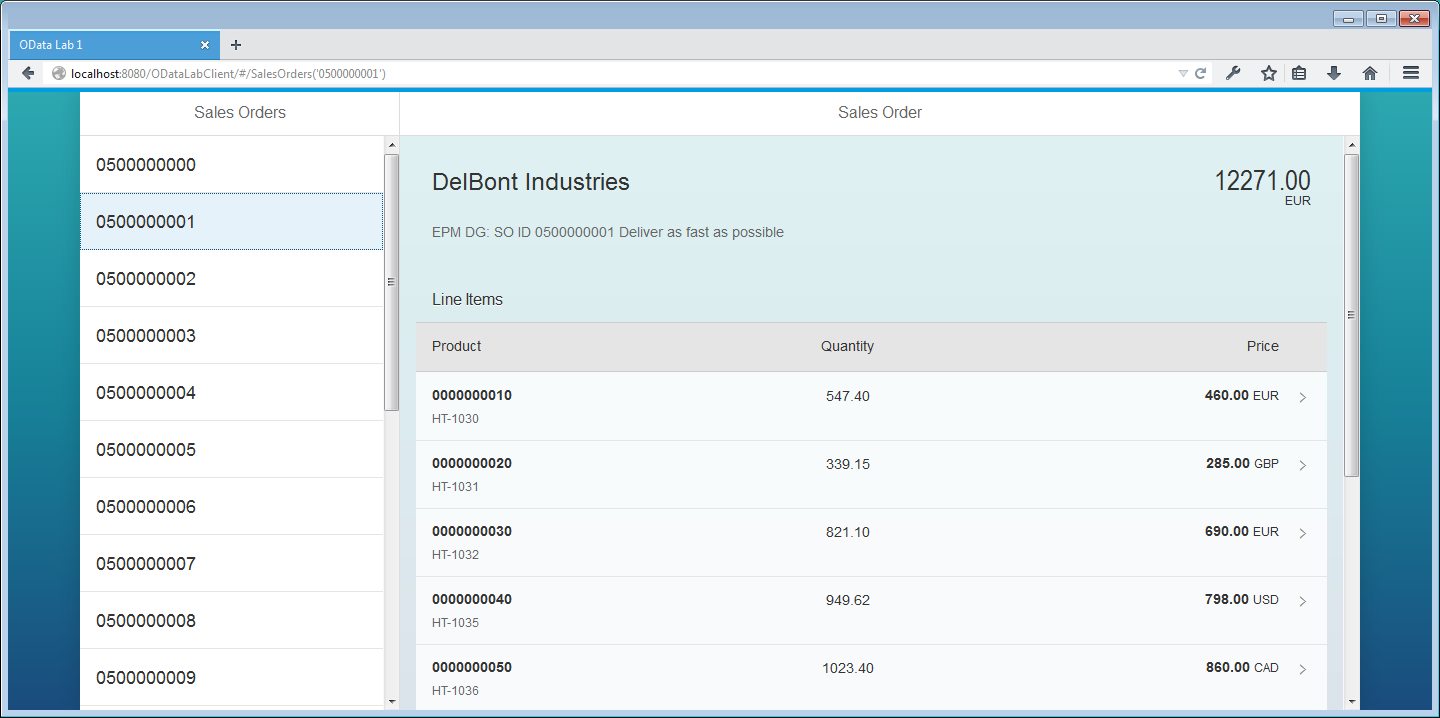 OData Lab 1
localhost:8080/ODataLabClient/#/SalesOrders('0500000001')
Sales Orders
Sales Order
0500000000
0500000001
0500000002
0500000003
0500000004
0500000005
0500000006
0500000007
0500000008
0500000009
DelBont Industries
12271.00
EUR
EPM DG: SO ID 0500000001 Deliver as fast as possible
Line Items
Product Quantity Price
0000000010 547.40 460.00 EUR
HT-1030
0000000020 339.15 285.00 GBP
HT-1031
0000000030 821.10 690.00 EUR
HT-1032
0000000040 949.62 798.00 USD
HT-1035
0000000050 1023.40 860.00 CAD
HT-1036